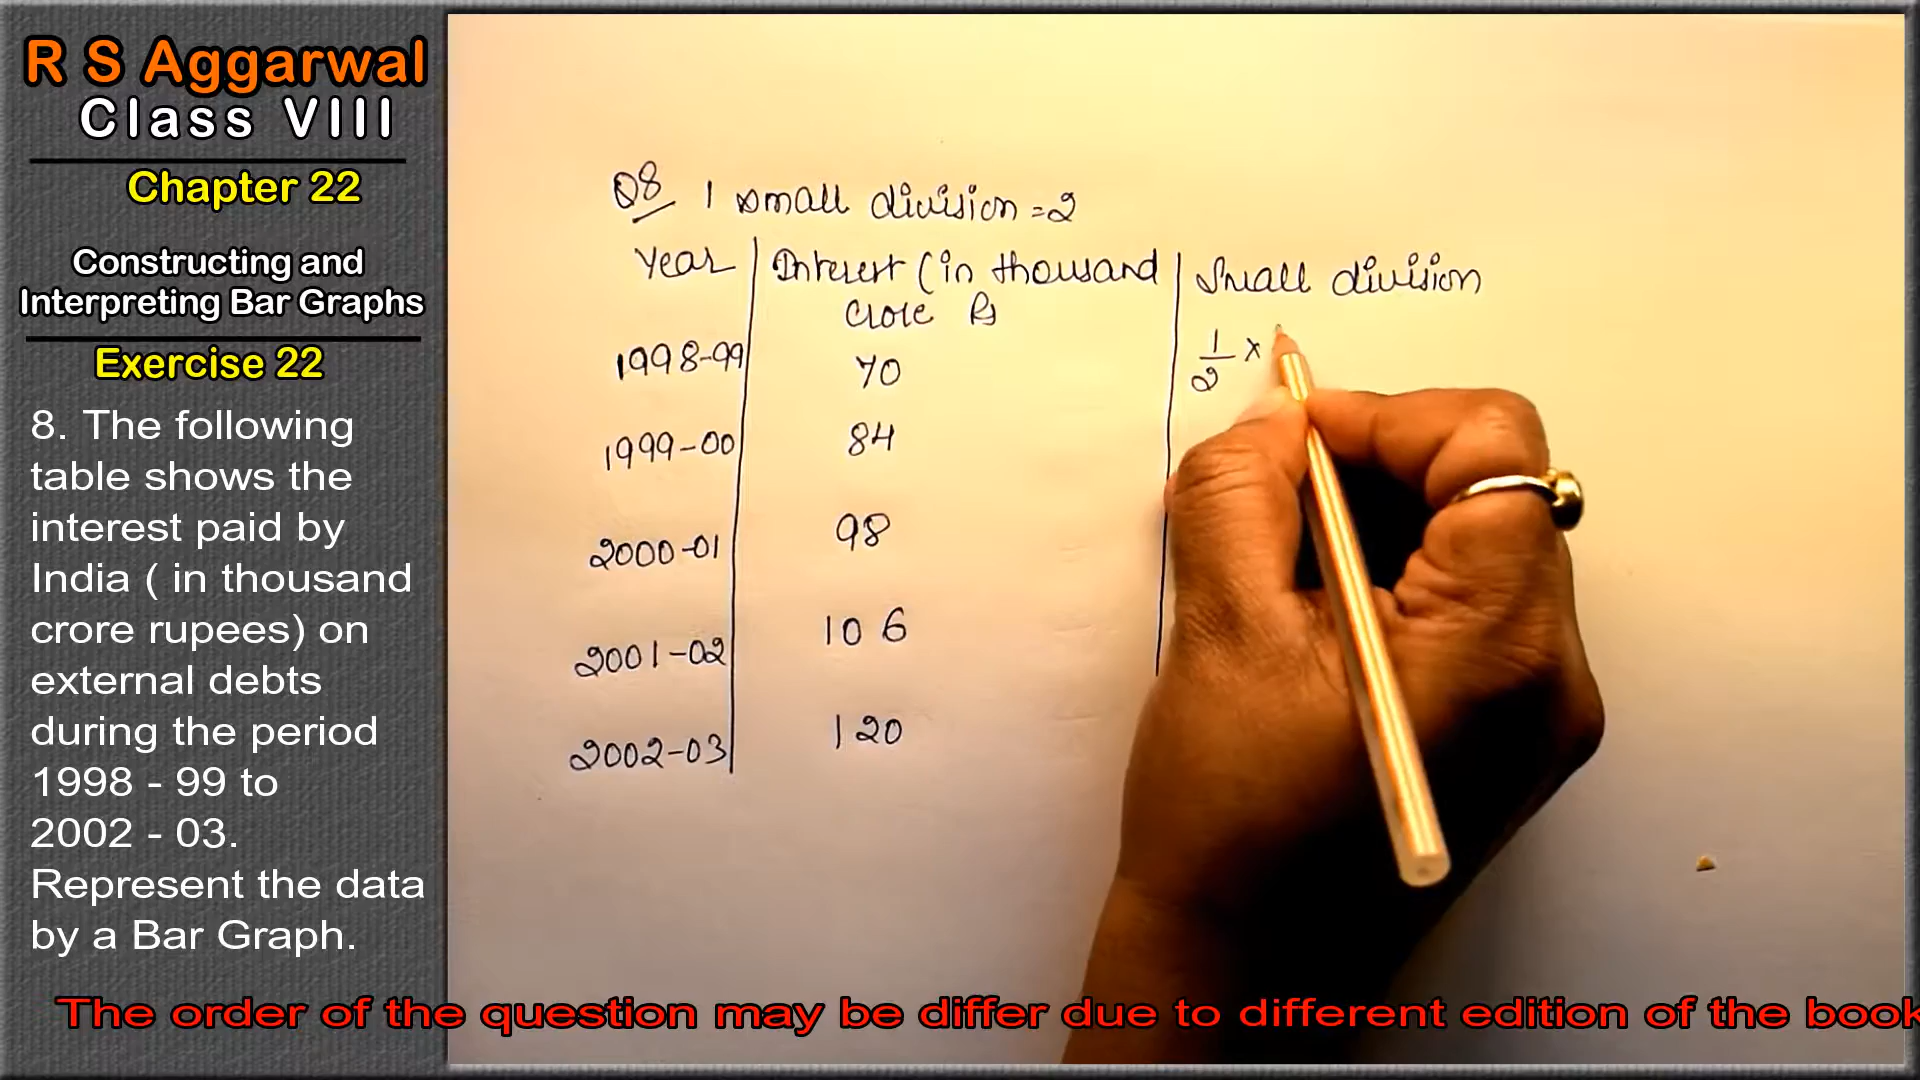 R S Aggarwal
Class VIII
Chapter 22
Constructing and
Interpreting Bar Graphs
Exercise 22
8. The following
table shows the
interest paid by
India ( in thousand
crore rupees) on
external debts
during the period
1998 - 99 to
2002 - 03.
Represent the data
by a Bar Graph.
Q8 1 small division = 2
Year Interest (in thousand Small division
crore Rs
1998-99 70 1/2 ×
1999-00 84
2000-01 98
2001-02 106
2002-03 120
The order of the question may be differ due to different edition of the book